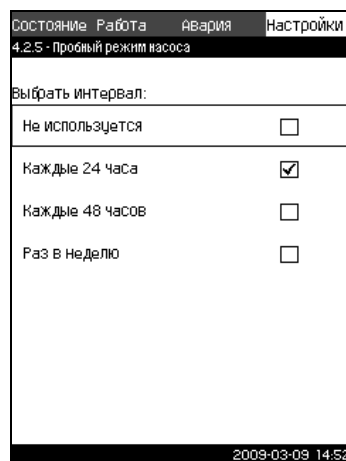 Состояние Работа Авария Настройки
4.2.5 - Пробный режим насоса
Выбрать интервал:
Не используется
Каждые 24 часа
Каждые 48 часов
Раз в неделю
2009-03-09 14:52